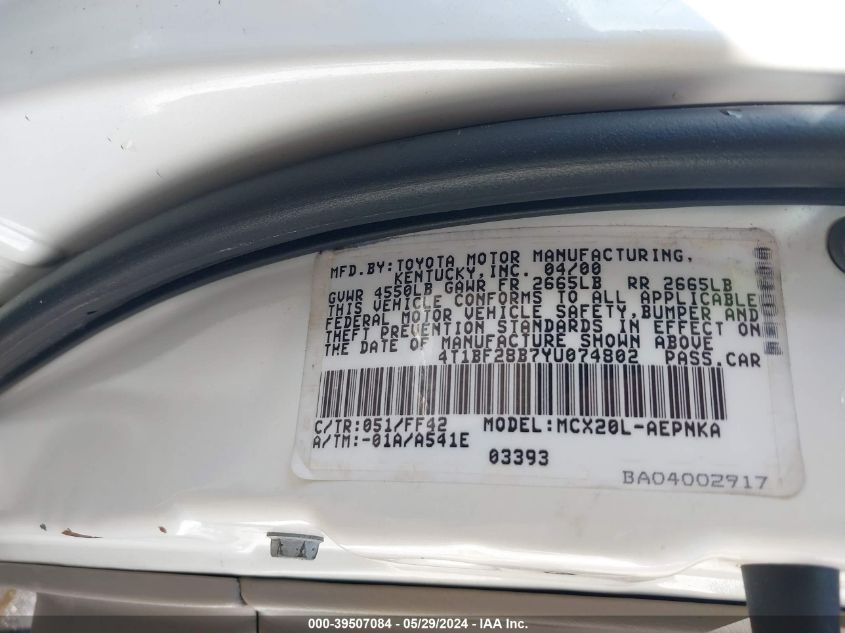 MFD.BY:TOYOTA MOTOR MANUFACTURING,
KENTUCKY,INC. 04/00
GVWR 4550LB GAWR FR 2665LB RR 2665LB
THIS VEHICLE CONFORMS TO ALL APPLICABLE
FEDERAL MOTOR VEHICLE SAFETY,BUMPER AND
THEFT PREVENTION STANDARDS IN EFFECT ON
THE DATE OF MANUFACTURE SHOWN ABOVE
4T1BF28B7YU074802 PASS.CAR
C/TR:051/FF42 MODEL:MCX20L-AEPNKA
A/TM:-01A/A541E
03393
BA04002917
000-39507084 - 05/29/2024 - IAA Inc.